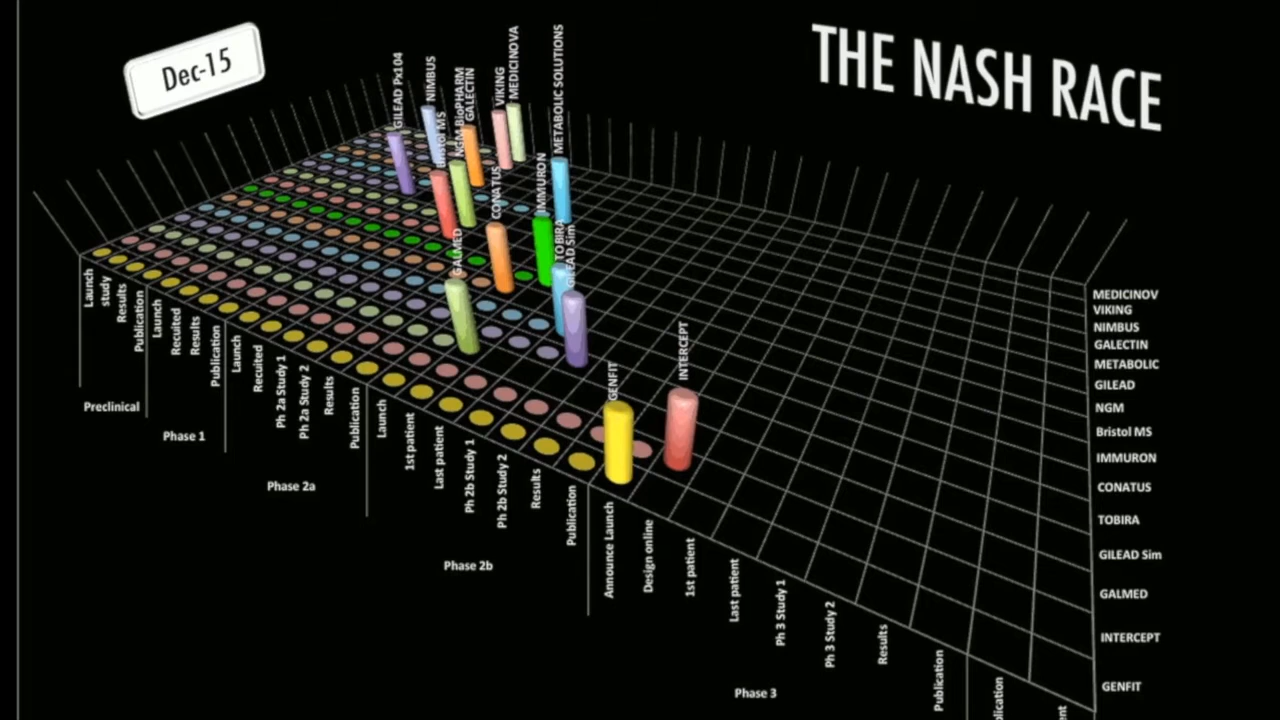 Dec-15
THE NASH RACE
GILEAD Px104
NIMBUS
Bristol MS
NGM BioPHARM
GALECTIN
VIKING
MEDICINOVA
METABOLIC SOLUTIONS
CONATUS
IMMURON
GALMED
TOBIRA
GILEAD Sim
GENFIT
INTERCEPT
Launch
study
Results
Publication
Launch
Recuited
Results
Publication
Launch
Recuited
Ph 2a Study 1
Ph 2a Study 2
Results
Publication
Launch
1st patient
Last patient
Ph 2b Study 1
Ph 2b Study 2
Results
Publication
Announce Launch
Design online
1st patient
Last patient
Ph 3 Study 1
Ph 3 Study 2
Results
Publication
Preclinical
Phase 1
Phase 2a
Phase 2b
Phase 3
MEDICINOV
VIKING
NIMBUS
GALECTIN
METABOLIC
GILEAD
NGM
Bristol MS
IMMURON
CONATUS
TOBIRA
GILEAD Sim
GALMED
INTERCEPT
GENFIT